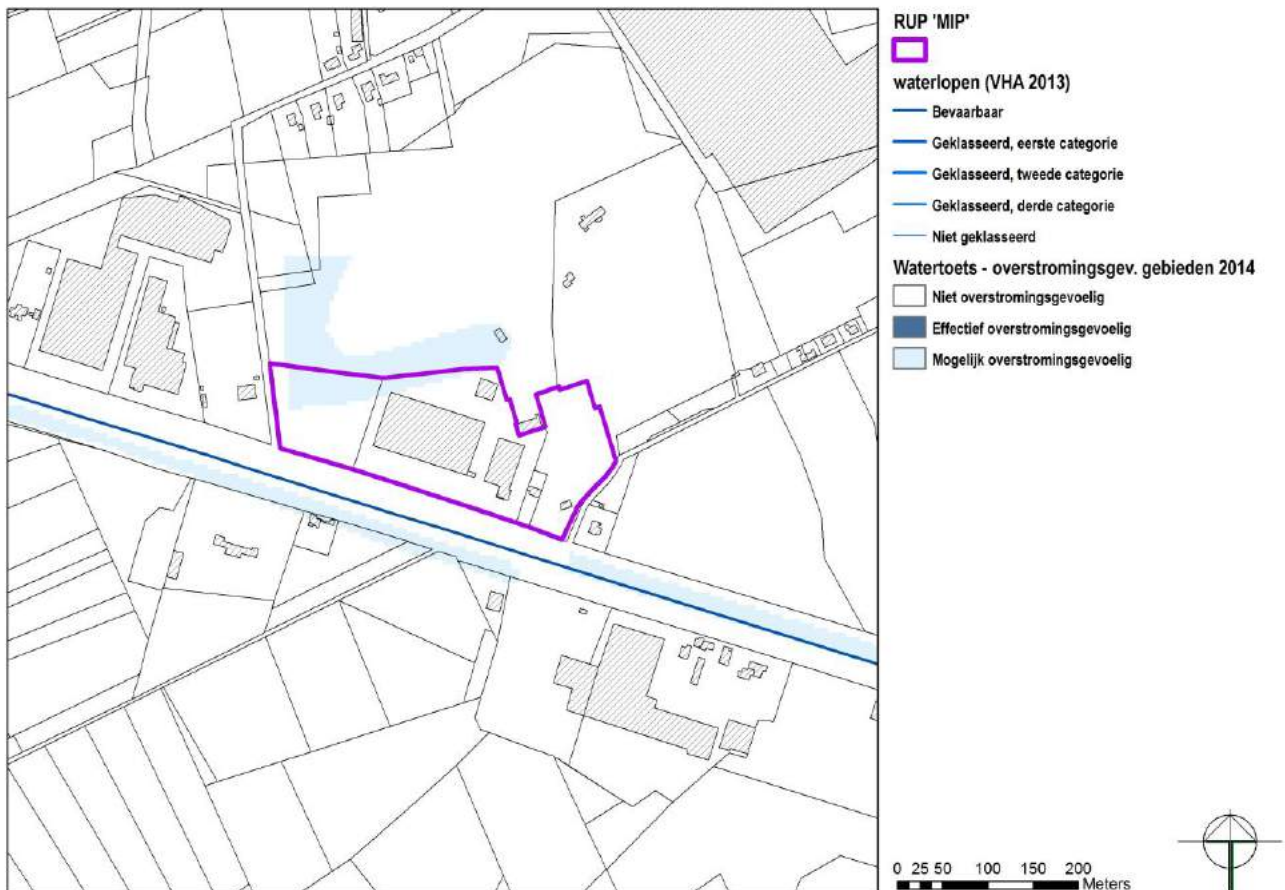 RUP 'MIP'
waterlopen (VHA 2013)
Bevaarbaar
Geklasseerd, eerste categorie
Geklasseerd, tweede categorie
Geklasseerd, derde categorie
Niet geklasseerd
Watertoets - overstromingsgev. gebieden 2014
Niet overstromingsgevoelig
Effectief overstromingsgevoelig
Mogelijk overstromingsgevoelig
0 25 50 100 150 200
Meters